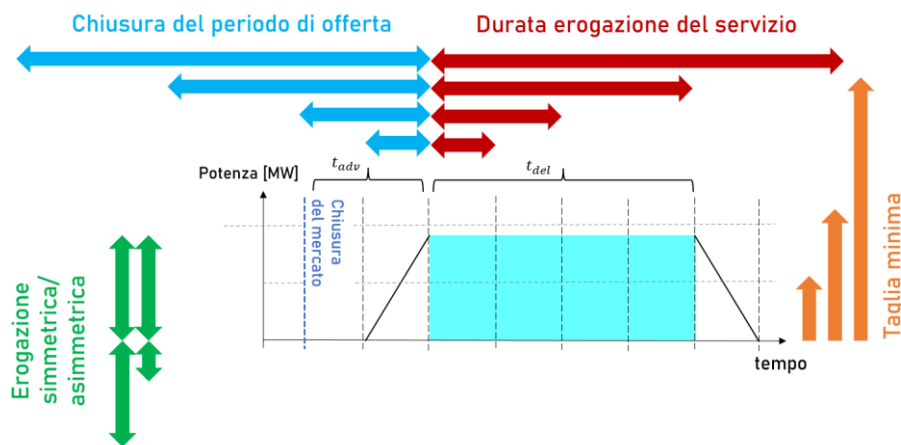 Chiusura del periodo di offerta
Durata erogazione del servizio
t_adv
t_del
Potenza [MW]
Chiusura
del mercato
Erogazione
simmetrica/
asimmetrica
Taglia minima
tempo